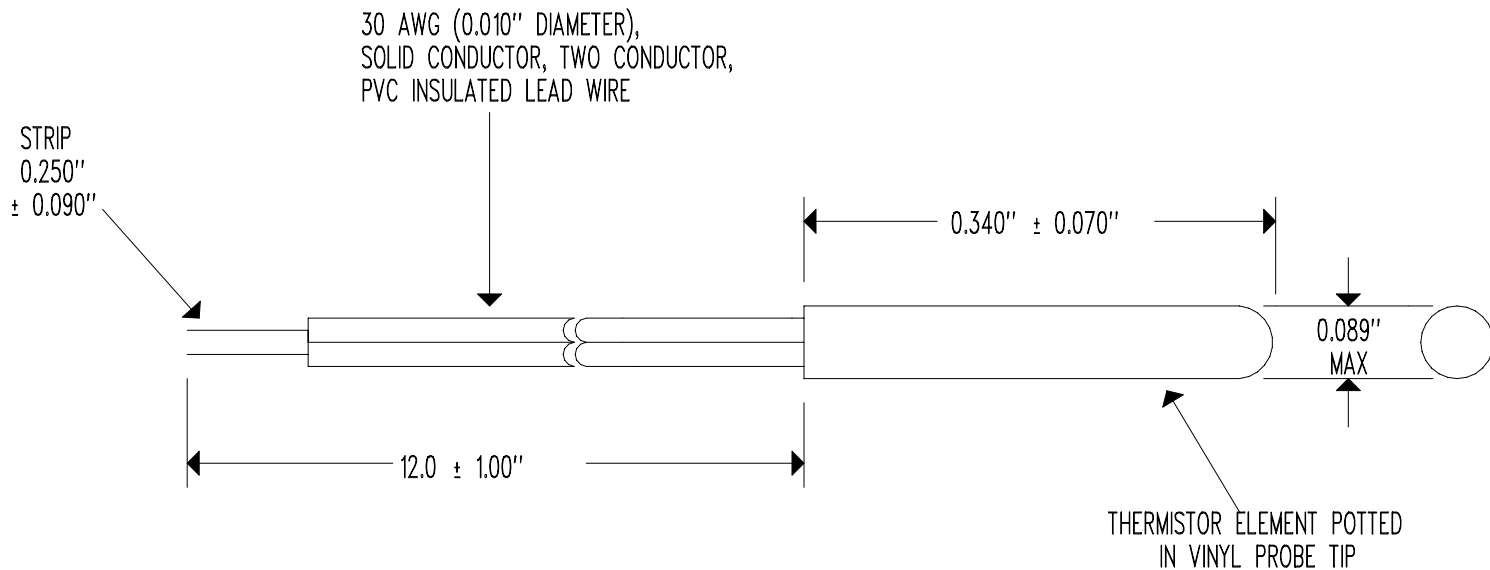 30 AWG (0.010" DIAMETER),
SOLID CONDUCTOR, TWO CONDUCTOR,
PVC INSULATED LEAD WIRE
STRIP
0.250"
± 0.090"
0.340" ± 0.070"
0.089"
MAX
12.0 ± 1.00"
THERMISTOR ELEMENT POTTED
IN VINYL PROBE TIP